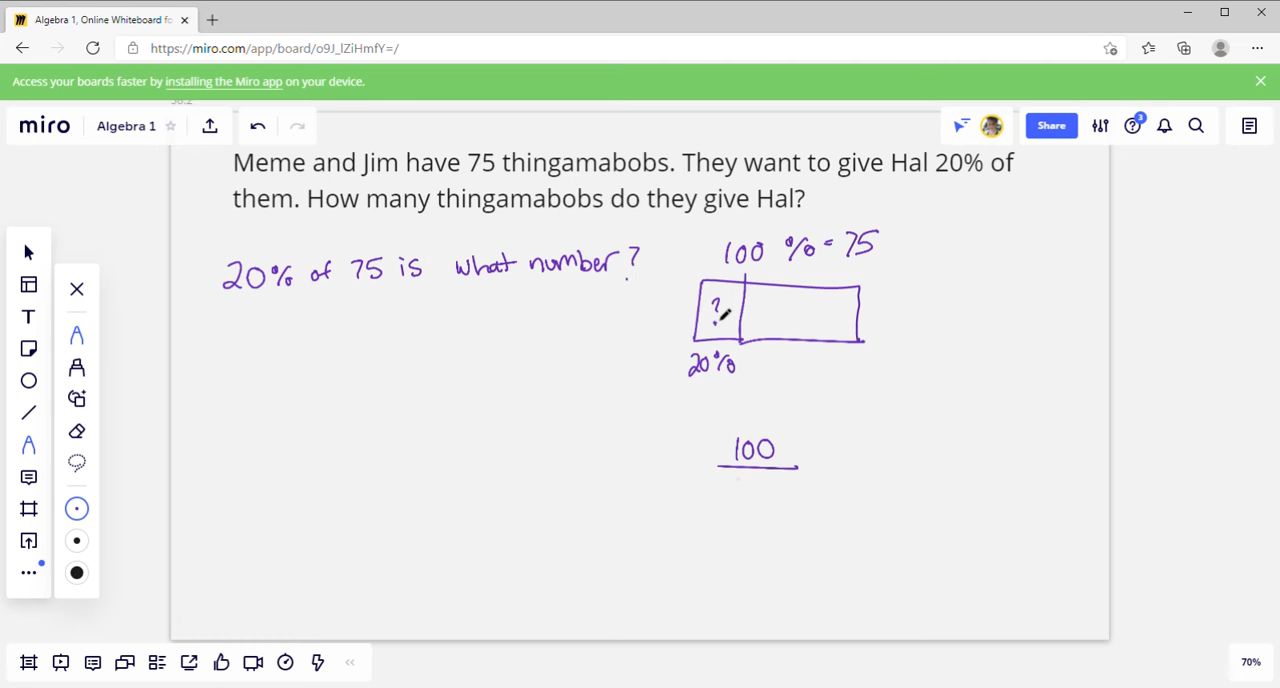 Algebra 1, Online Whiteboard fo
https://miro.com/app/board/o9J_lZiHmfY=/
Access your boards faster by installing the Miro app on your device.
miro
Algebra 1
Share
3
Meme and Jim have 75 thingamabobs. They want to give Hal 20% of
them. How many thingamabobs do they give Hal?
20% of 75 is what number?
100 % = 75
?
20%
100
70%